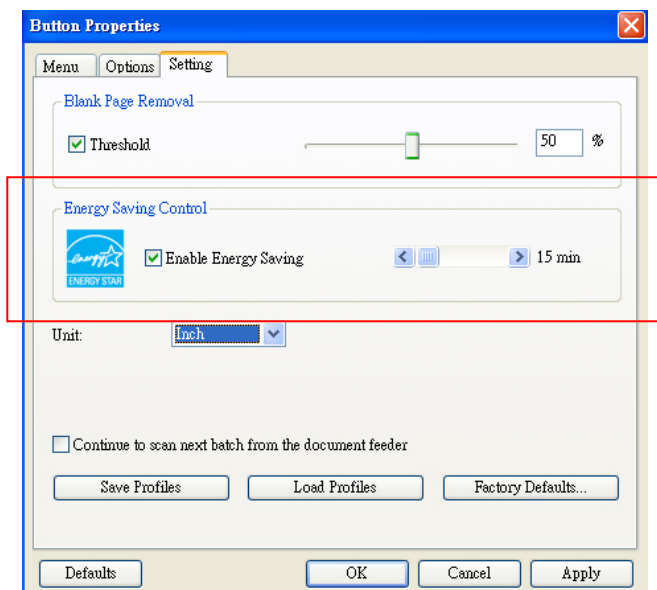 Button Properties
Menu Options Setting
Blank Page Removal
Threshold 50 %
Energy Saving Control
energy
ENERGY STAR
Enable Energy Saving 15 min
Unit: Inch
Continue to scan next batch from the document feeder
Save Profiles Load Profiles Factory Defaults...
Defaults OK Cancel Apply